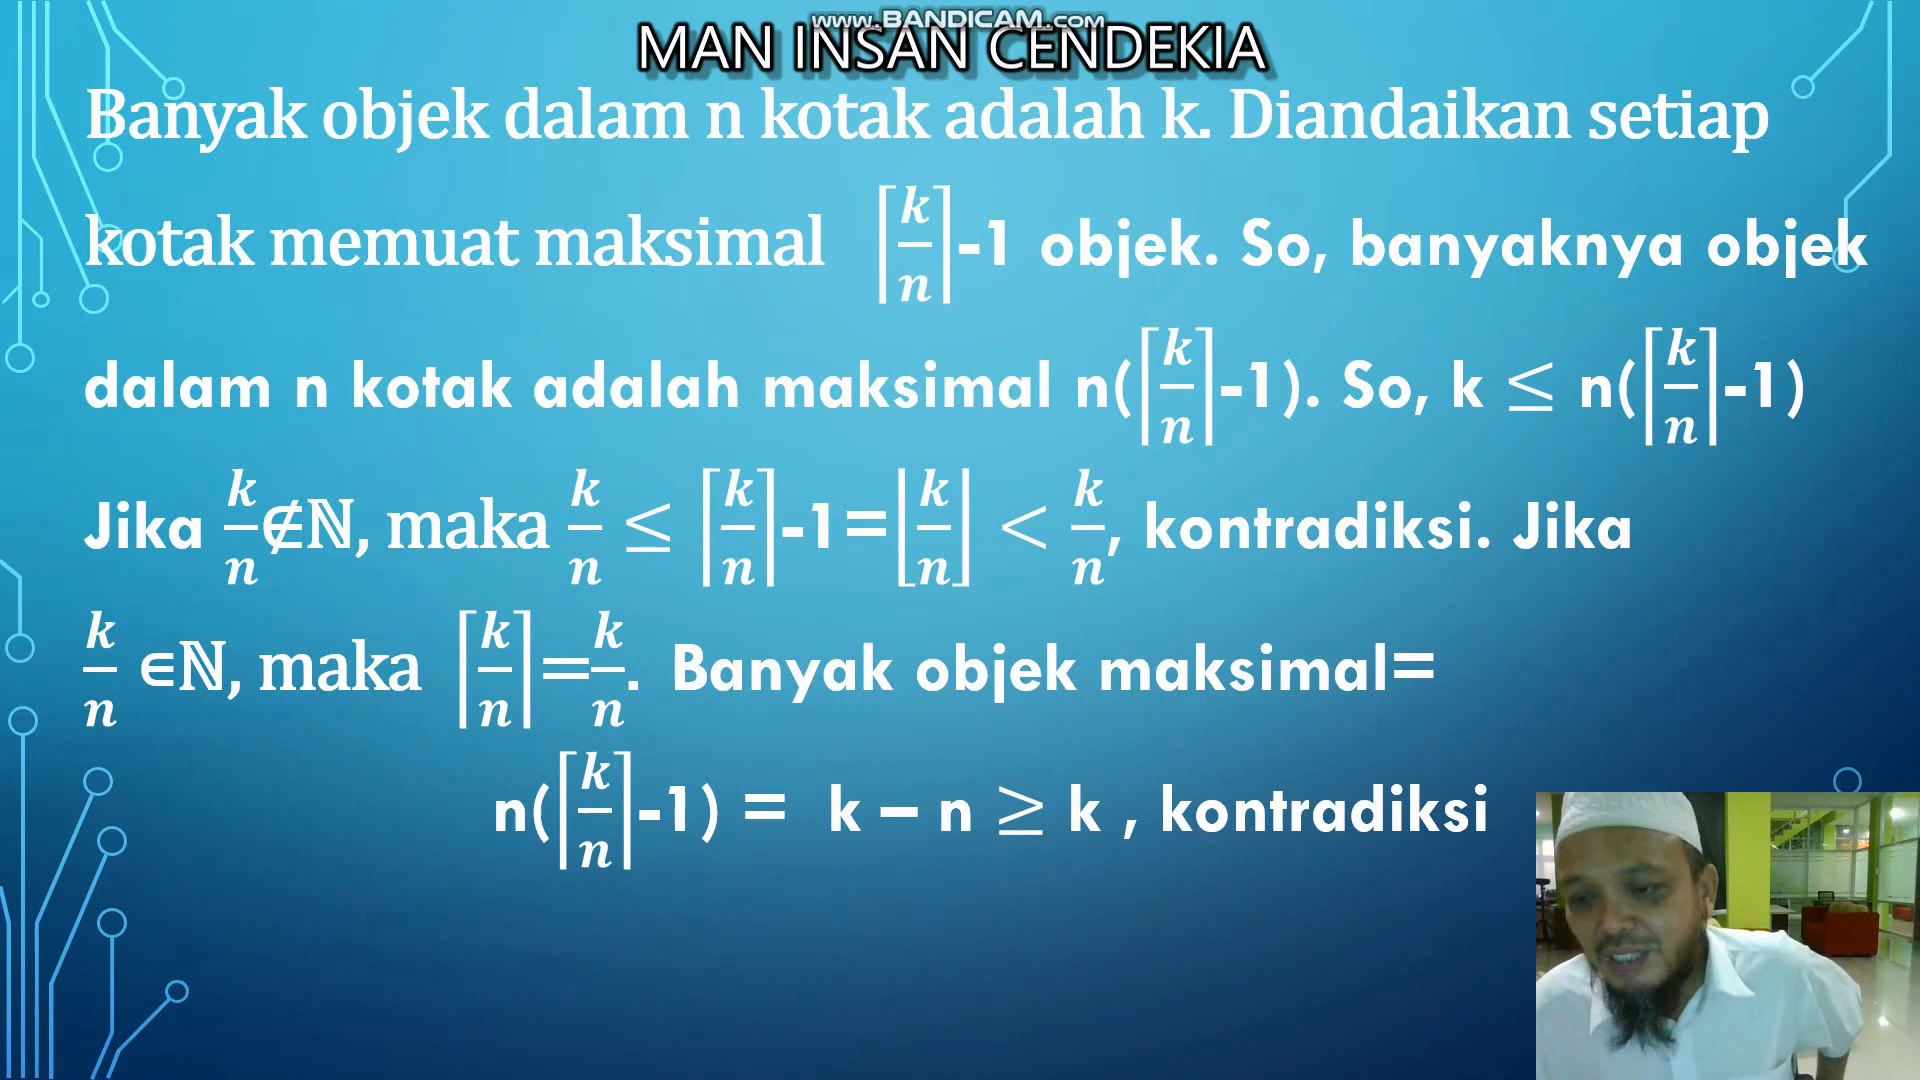 www.BANDICAM.com
MAN INSAN CENDEKIA
Banyak objek dalam n kotak adalah k. Diandaikan setiap
kotak memuat maksimal ⌈k/n⌉-1 objek. So, banyaknya objek
dalam n kotak adalah maksimal n(⌈k/n⌉-1). So, k ≤ n(⌈k/n⌉-1)
Jika k/n∉ℕ, maka k/n ≤ ⌈k/n⌉-1=⌊k/n⌋ < k/n, kontradiksi. Jika
k/n ∈ℕ, maka ⌈k/n⌉=k/n. Banyak objek maksimal=
n(⌈k/n⌉-1) = k – n ≥ k , kontradiksi